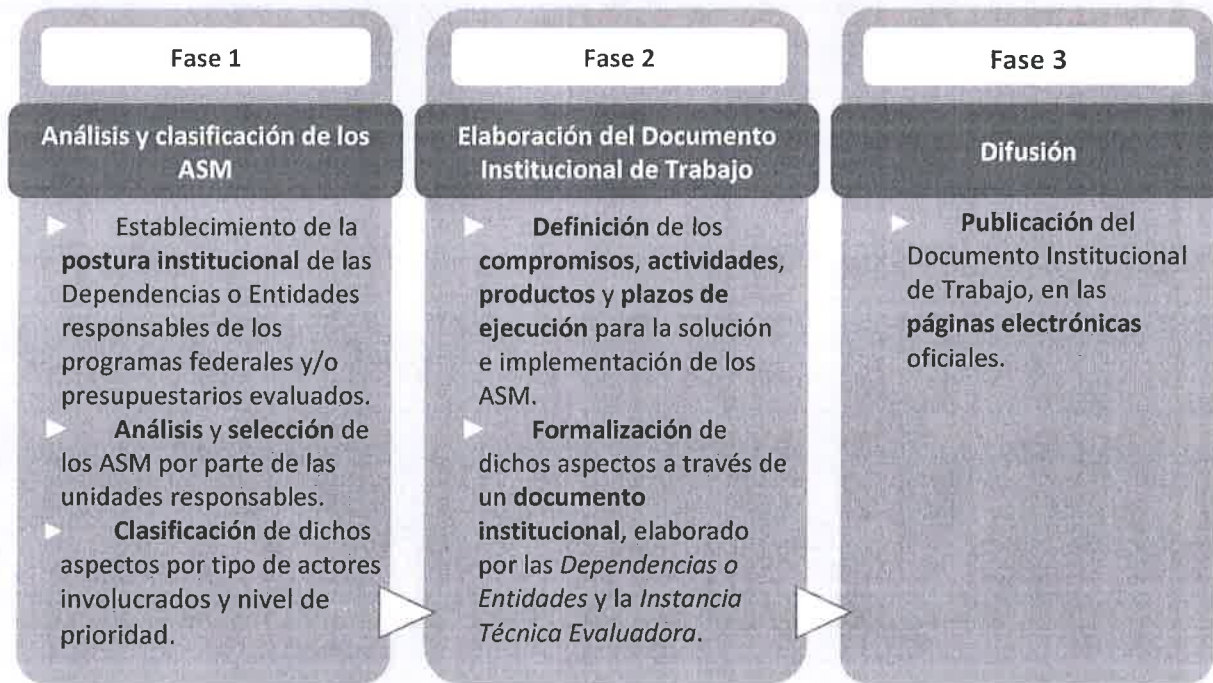 Fase 1
Análisis y clasificación de los
ASM
Establecimiento de la
postura institucional de las
Dependencias o Entidades
responsables de los
programas federales y/o
presupuestarios evaluados.
Análisis y selección de
los ASM por parte de las
unidades responsables.
Clasificación de dichos
aspectos por tipo de actores
involucrados y nivel de
prioridad.
Fase 2
Elaboración del Documento
Institucional de Trabajo
Definición de los
compromisos, actividades,
productos y plazos de
ejecución para la solución
e implementación de los
ASM.
Formalización de
dichos aspectos a través de
un documento
institucional, elaborado
por las Dependencias o
Entidades y la Instancia
Técnica Evaluadora.
Fase 3
Difusión
Publicación del
Documento Institucional
de Trabajo, en las
páginas electrónicas
oficiales.